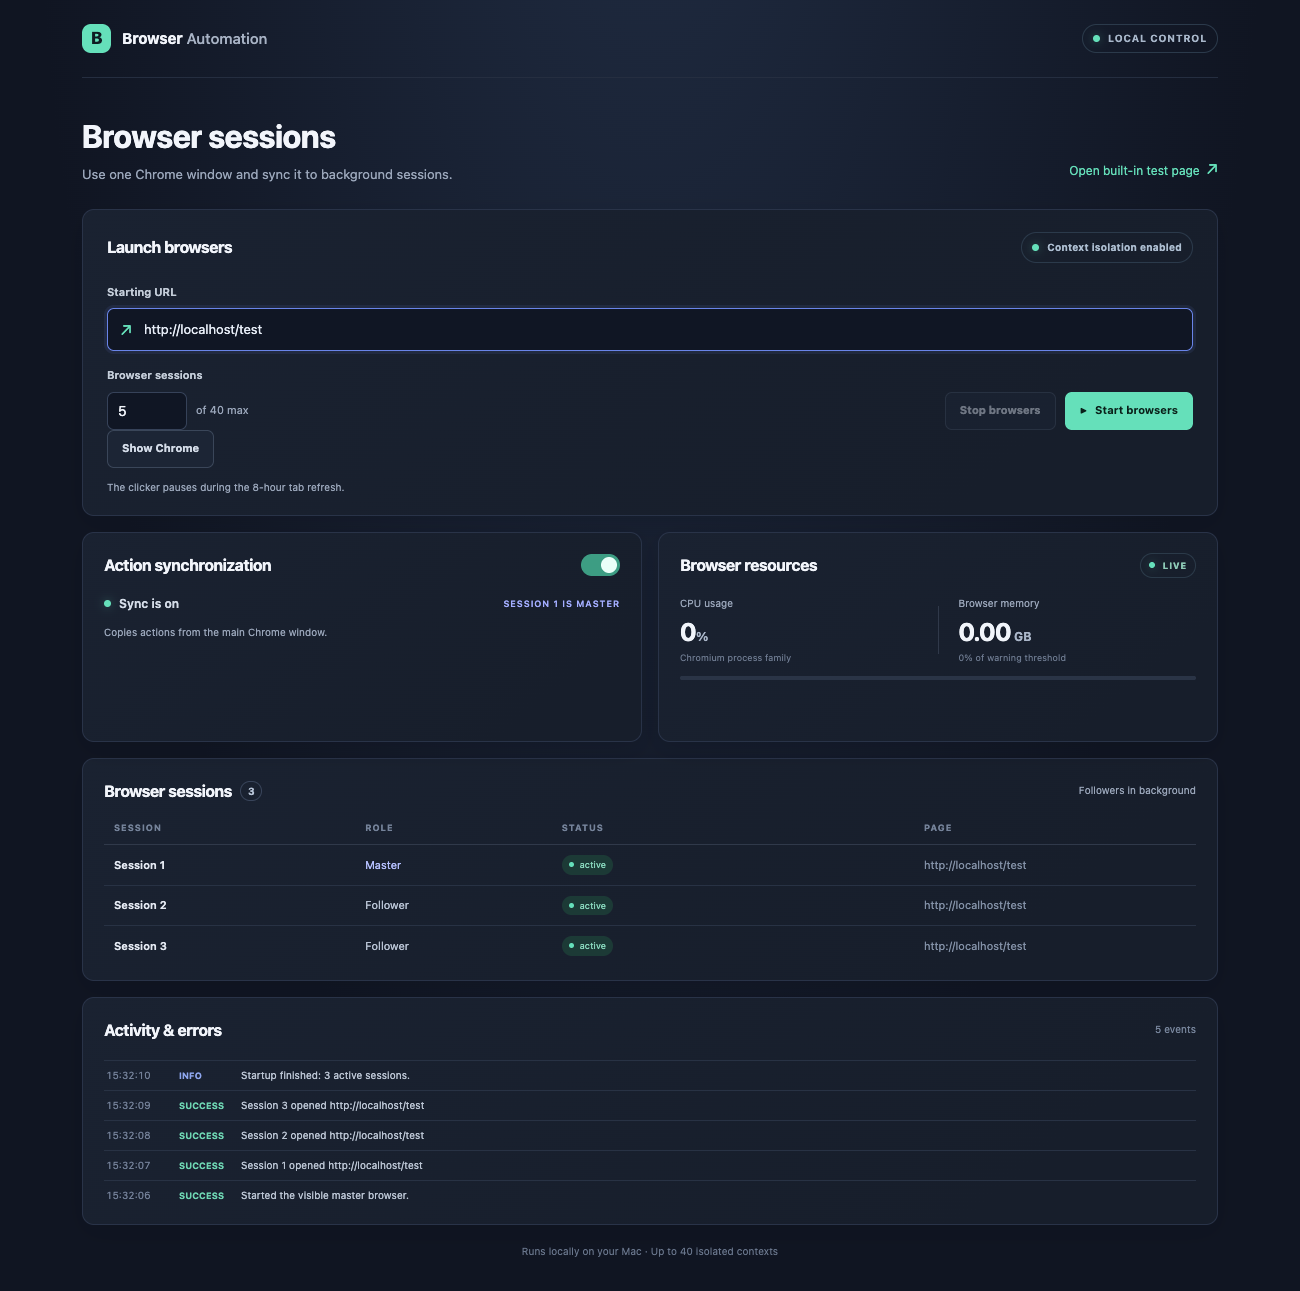 B Browser Automation
LOCAL CONTROL
Browser sessions
Use one Chrome window and sync it to background sessions.
Open built-in test page
Launch browsers
Context isolation enabled
Starting URL
http://localhost/test
Browser sessions
5 of 40 max
Stop browsers
Start browsers
Show Chrome
The clicker pauses during the 8-hour tab refresh.
Action synchronization
Sync is on
SESSION 1 IS MASTER
Copies actions from the main Chrome window.
Browser resources
LIVE
CPU usage
0%
Chromium process family
Browser memory
0.00 GB
0% of warning threshold
Browser sessions 3
Followers in background
SESSION ROLE STATUS PAGE
Session 1 Master active http://localhost/test
Session 2 Follower active http://localhost/test
Session 3 Follower active http://localhost/test
Activity & errors
5 events
15:32:10 INFO Startup finished: 3 active sessions.
15:32:09 SUCCESS Session 3 opened http://localhost/test
15:32:08 SUCCESS Session 2 opened http://localhost/test
15:32:07 SUCCESS Session 1 opened http://localhost/test
15:32:06 SUCCESS Started the visible master browser.
Runs locally on your Mac · Up to 40 isolated contexts